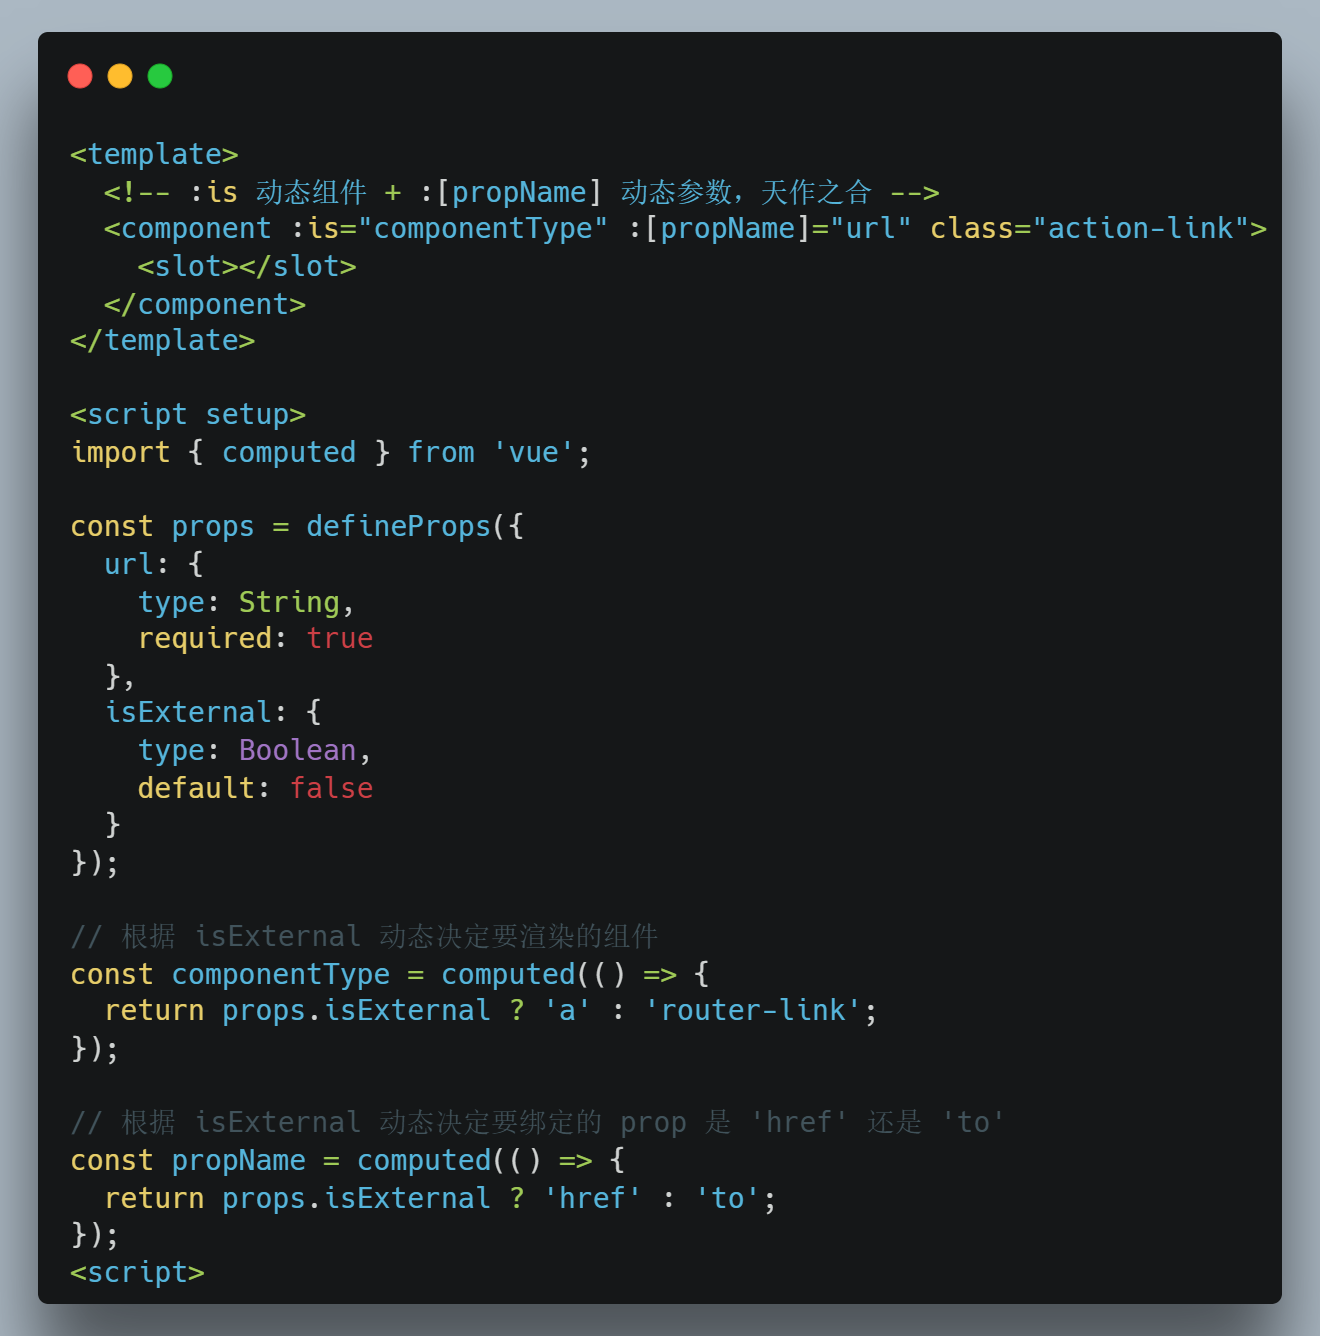 <template>
  <!-- :is 动态组件 + :[propName] 动态参数，天作之合 -->
  <component :is="componentType" :[propName]="url" class="action-link">
    <slot></slot>
  </component>
</template>

<script setup>
import { computed } from 'vue';

const props = defineProps({
  url: {
    type: String,
    required: true
  },
  isExternal: {
    type: Boolean,
    default: false
  }
});

// 根据 isExternal 动态决定要渲染的组件
const componentType = computed(() => {
  return props.isExternal ? 'a' : 'router-link';
});

// 根据 isExternal 动态决定要绑定的 prop 是 'href' 还是 'to'
const propName = computed(() => {
  return props.isExternal ? 'href' : 'to';
});
<script>